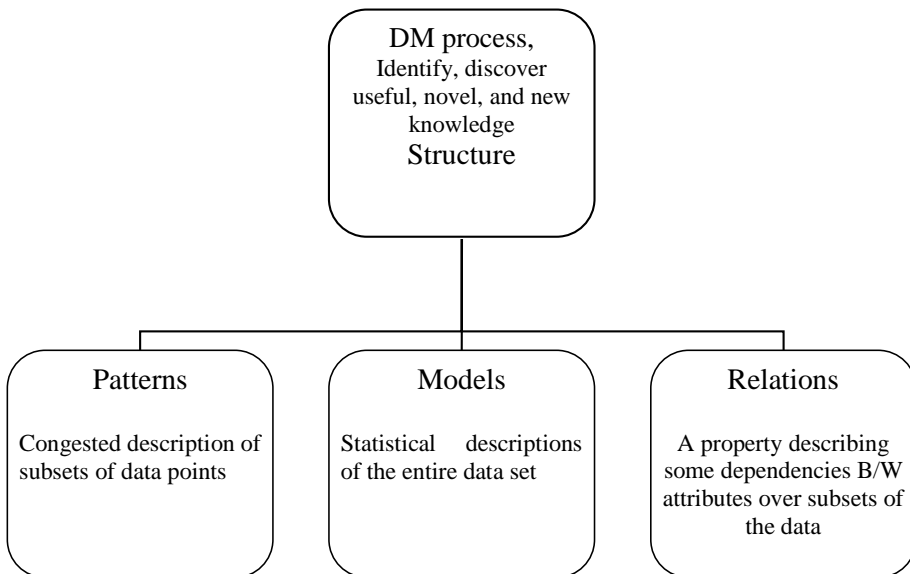 DM process,
Identify, discover
useful, novel, and new
knowledge
Structure
Patterns
Congested description of
subsets of data points
Models
Statistical descriptions
of the entire data set
Relations
A property describing
some dependencies B/W
attributes over subsets of
the data